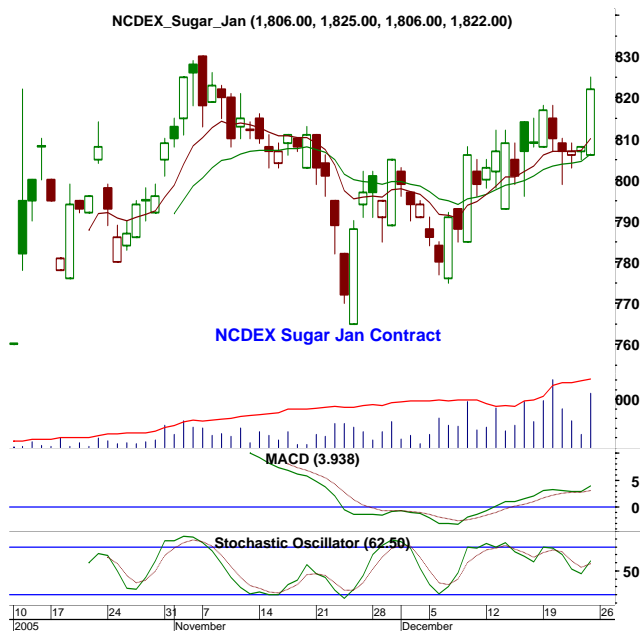 NCDEX_Sugar_Jan (1,806.00, 1,825.00, 1,806.00, 1,822.00)
830
820
810
800
790
780
770
NCDEX Sugar Jan Contract
760
000
MACD (3.938)
5
0
Stochastic Oscillator (62.50)
50
10 17 24 31 7 14 21 28 5 12 19 26
2005 November December